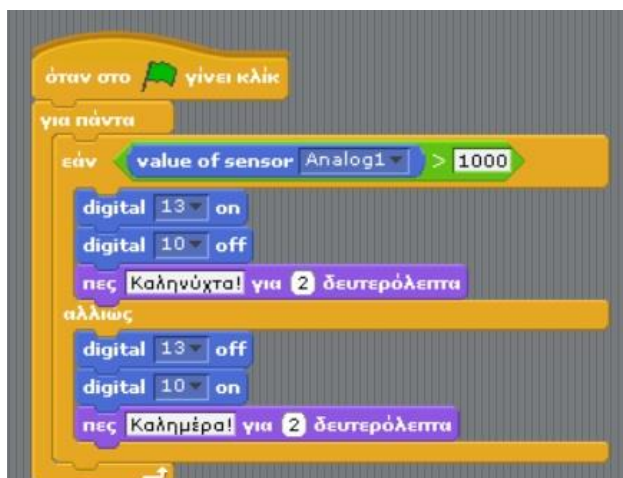 όταν στο γίνει κλίκ
για πάντα
εάν value of sensor Analog1 > 1000
digital 13 on
digital 10 off
πες Καληνύχτα! για 2 δευτερόλεπτα
αλλιώς
digital 13 off
digital 10 on
πες Καλημέρα! για 2 δευτερόλεπτα